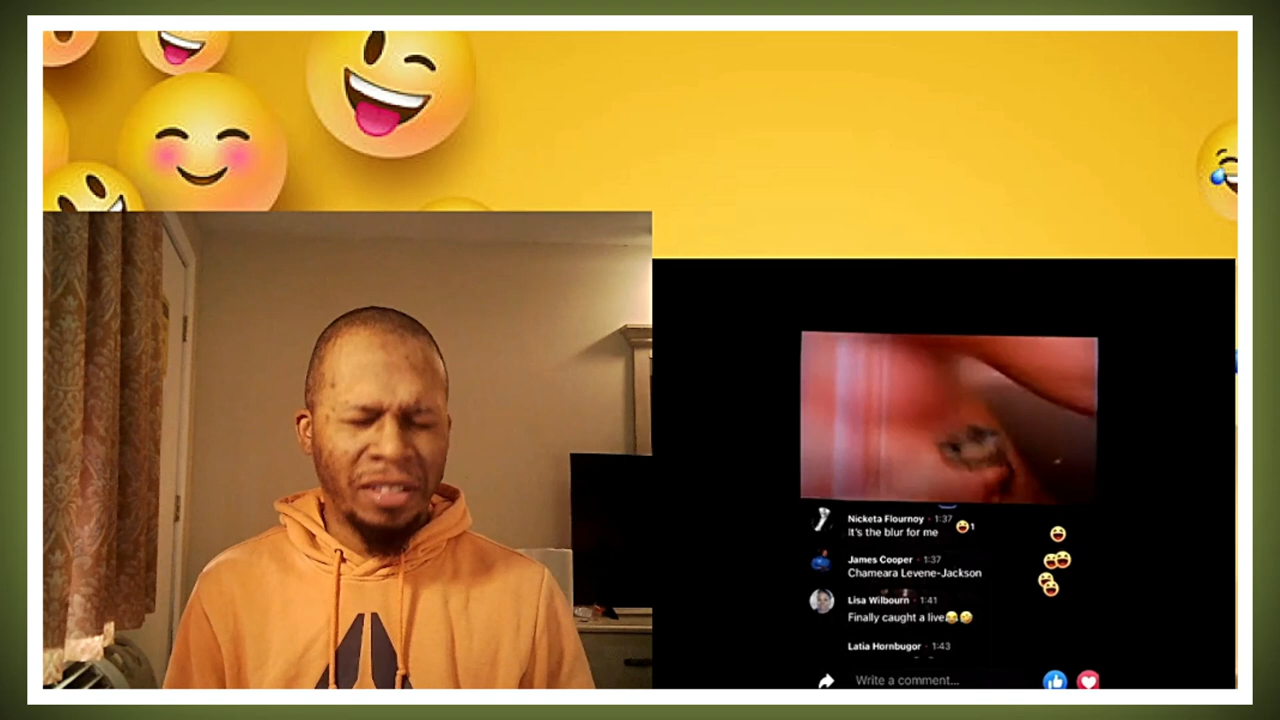 Nicketa Flournoy · 1:37
It's the blur for me
1
James Cooper · 1:37
Chameara Levene-Jackson
Lisa Wilbourn · 1:41
Finally caught a live😂🤣
Latia Hornbugor · 1:43
Write a comment...